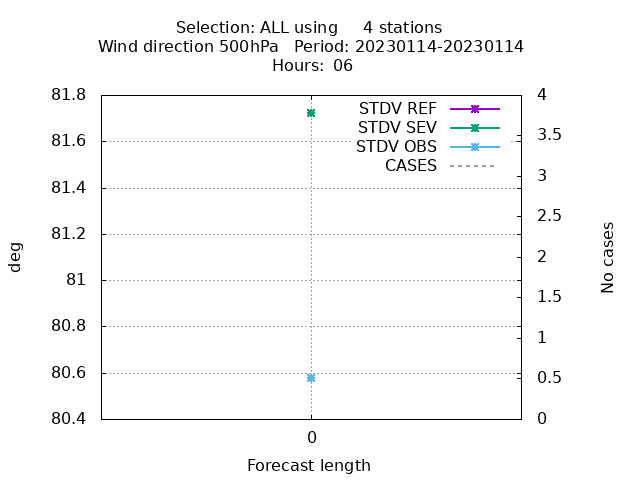 Selection: ALL using     4 stations
Wind direction 500hPa   Period: 20230114-20230114
Hours:  06
81.8
81.6
81.4
81.2
81
80.8
80.6
80.4
deg
STDV REF
STDV SEV
STDV OBS
CASES
4
3.5
3
2.5
2
1.5
1
0.5
0
No cases
0
Forecast length